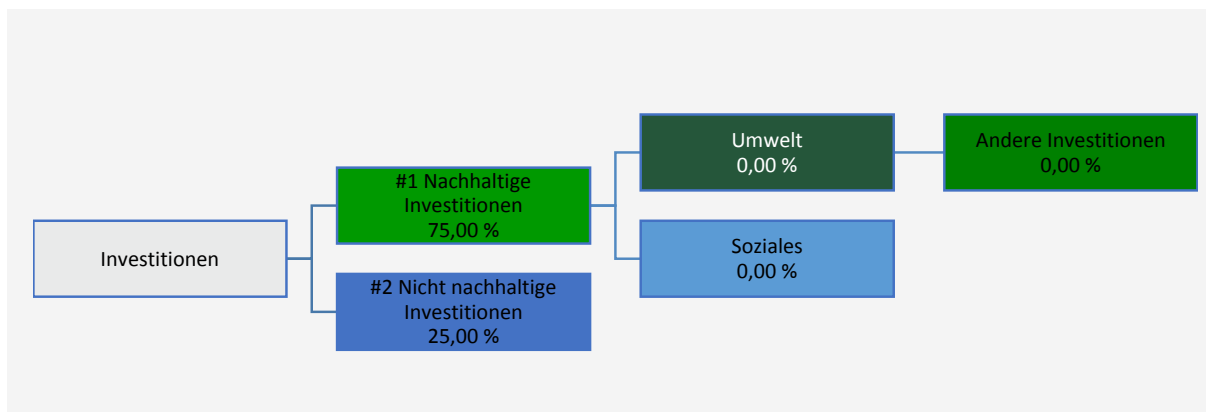 Investitionen
#1 Nachhaltige
Investitionen
75,00 %
#2 Nicht nachhaltige
Investitionen
25,00 %
Umwelt
0,00 %
Soziales
0,00 %
Andere Investitionen
0,00 %